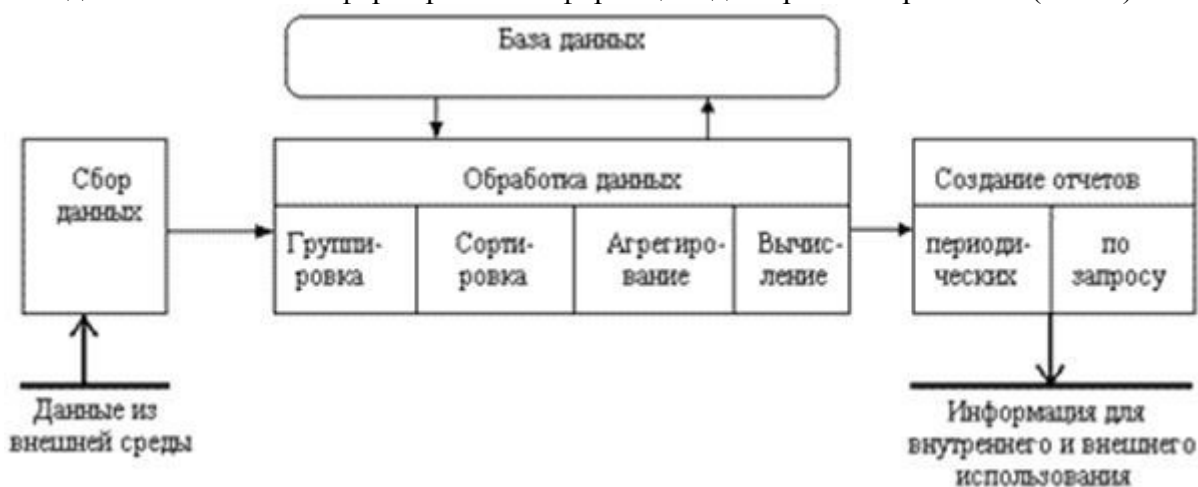 База данных
Сбор
данных
Обработка данных
Группи-
ровка
Сорти-
ровка
Агрегиро-
вание
Вычис-
ление
Создание отчетов
периоди-
ческих
по
запросу
Данные из
внешней среды
Информация для
внутреннего и внешнего
использования